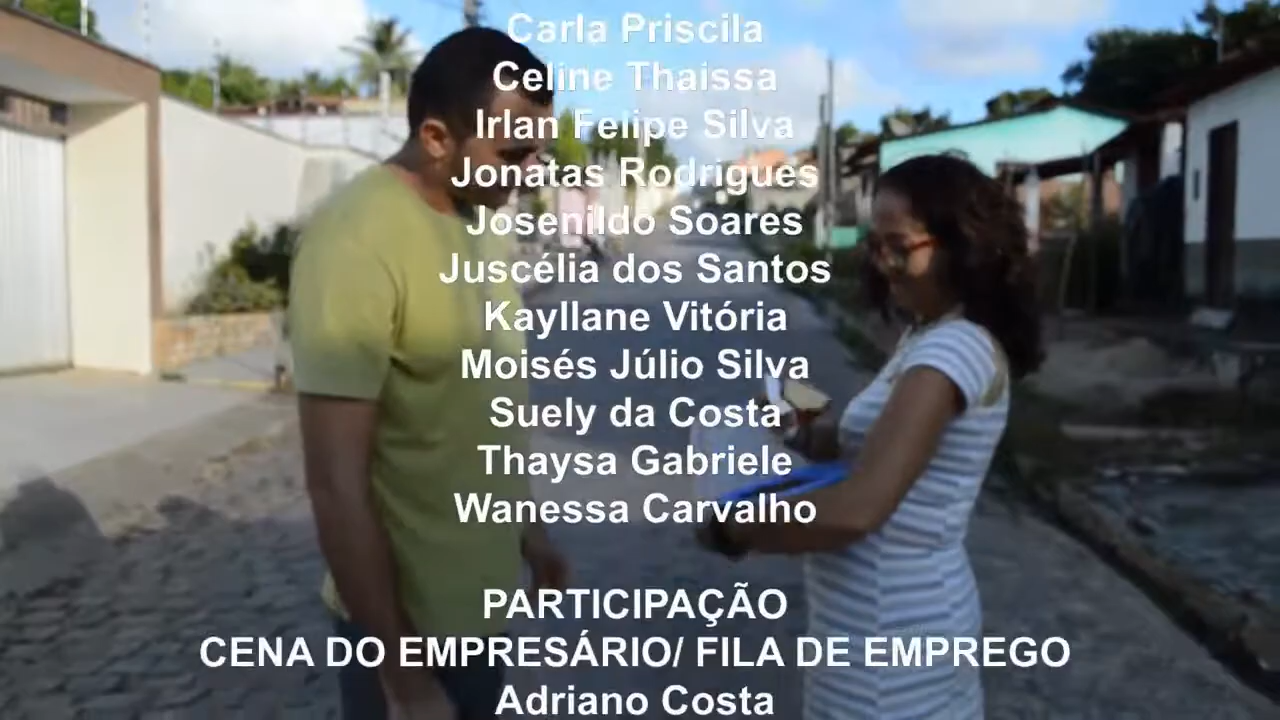 Carla Priscila
Celine Thaissa
Irlan Felipe Silva
Jonatas Rodrigues
Josenildo Soares
Juscélia dos Santos
Kayllane Vitória
Moisés Júlio Silva
Suely da Costa
Thaysa Gabriele
Wanessa Carvalho
PARTICIPAÇÃO
CENA DO EMPRESÁRIO/ FILA DE EMPREGO
Adriano Costa